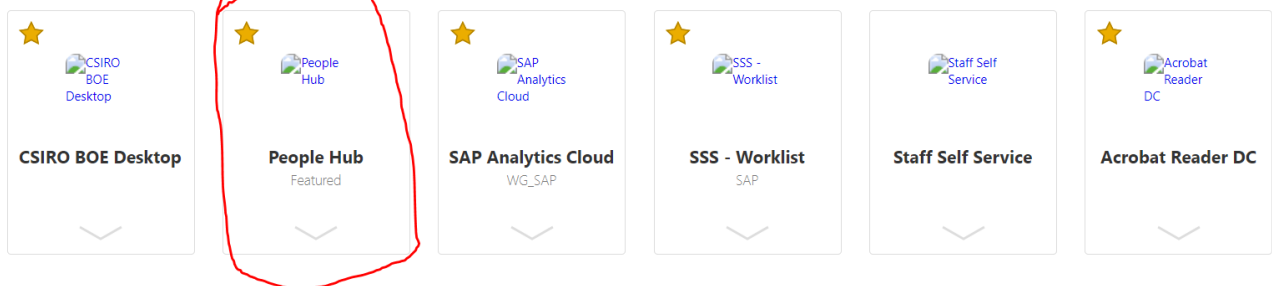 CSIRO
BOE
Desktop
People
Hub
SAP
Analytics
Cloud
SSS -
Worklist
Staff Self
Service
Acrobat
Reader
DC
CSIRO BOE Desktop
People Hub
SAP Analytics Cloud
SSS - Worklist
Staff Self Service
Acrobat Reader DC
Featured
WG_SAP
SAP